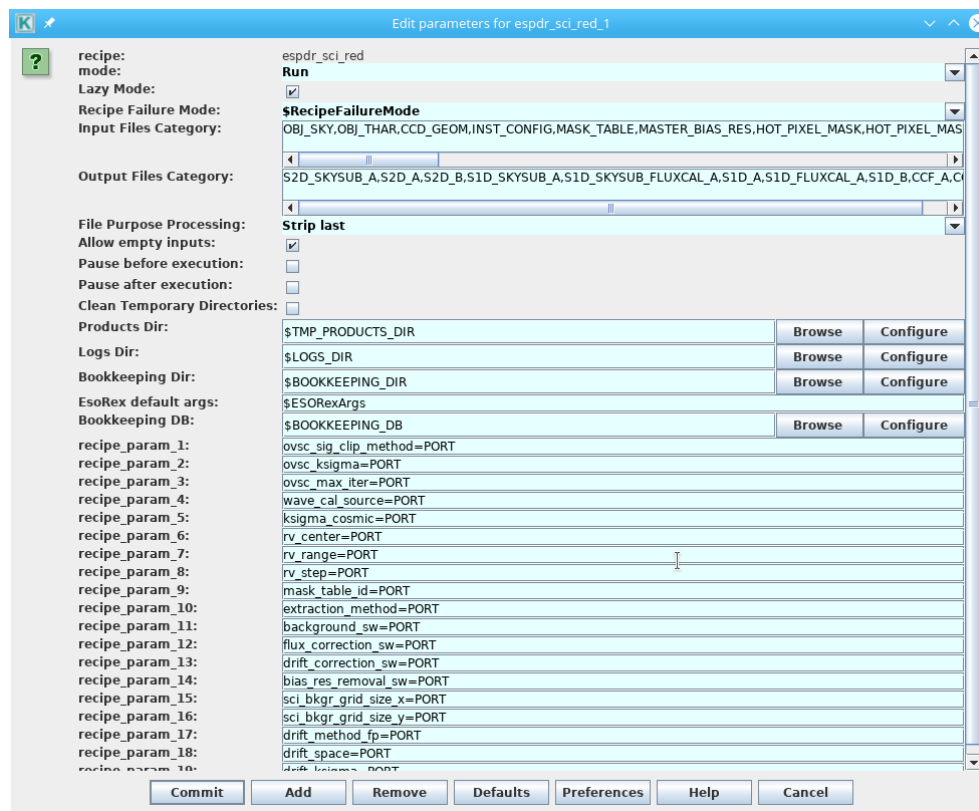 Edit parameters for espdr_sci_red_1
recipe: espdr_sci_red
mode: Run
Lazy Mode:
Recipe Failure Mode: $RecipeFailureMode
Input Files Category: OBJ_SKY,OBJ_THAR,CCD_GEOM,INST_CONFIG,MASK_TABLE,MASTER_BIAS_RES,HOT_PIXEL_MASK,HOT_PIXEL_MAS
Output Files Category: S2D_SKYSUB_A,S2D_A,S2D_B,S1D_SKYSUB_A,S1D_SKYSUB_FLUXCAL_A,S1D_A,S1D_FLUXCAL_A,S1D_B,CCF_A,C
File Purpose Processing: Strip last
Allow empty inputs:
Pause before execution:
Pause after execution:
Clean Temporary Directories:
Products Dir: $TMP_PRODUCTS_DIR Browse Configure
Logs Dir: $LOGS_DIR Browse Configure
Bookkeeping Dir: $BOOKKEEPING_DIR Browse Configure
EsoRex default args: $ESORexArgs
Bookkeeping DB: $BOOKKEEPING_DB Browse Configure
recipe_param_1: ovsc_sig_clip_method=PORT
recipe_param_2: ovsc_ksigma=PORT
recipe_param_3: ovsc_max_iter=PORT
recipe_param_4: wave_cal_source=PORT
recipe_param_5: ksigma_cosmic=PORT
recipe_param_6: rv_center=PORT
recipe_param_7: rv_range=PORT
recipe_param_8: rv_step=PORT
recipe_param_9: mask_table_id=PORT
recipe_param_10: extraction_method=PORT
recipe_param_11: background_sw=PORT
recipe_param_12: flux_correction_sw=PORT
recipe_param_13: drift_correction_sw=PORT
recipe_param_14: bias_res_removal_sw=PORT
recipe_param_15: sci_bkgr_grid_size_x=PORT
recipe_param_16: sci_bkgr_grid_size_y=PORT
recipe_param_17: drift_method_fp=PORT
recipe_param_18: drift_space=PORT
recipe_param_19: drift_ksigma=PORT
Commit Add Remove Defaults Preferences Help Cancel